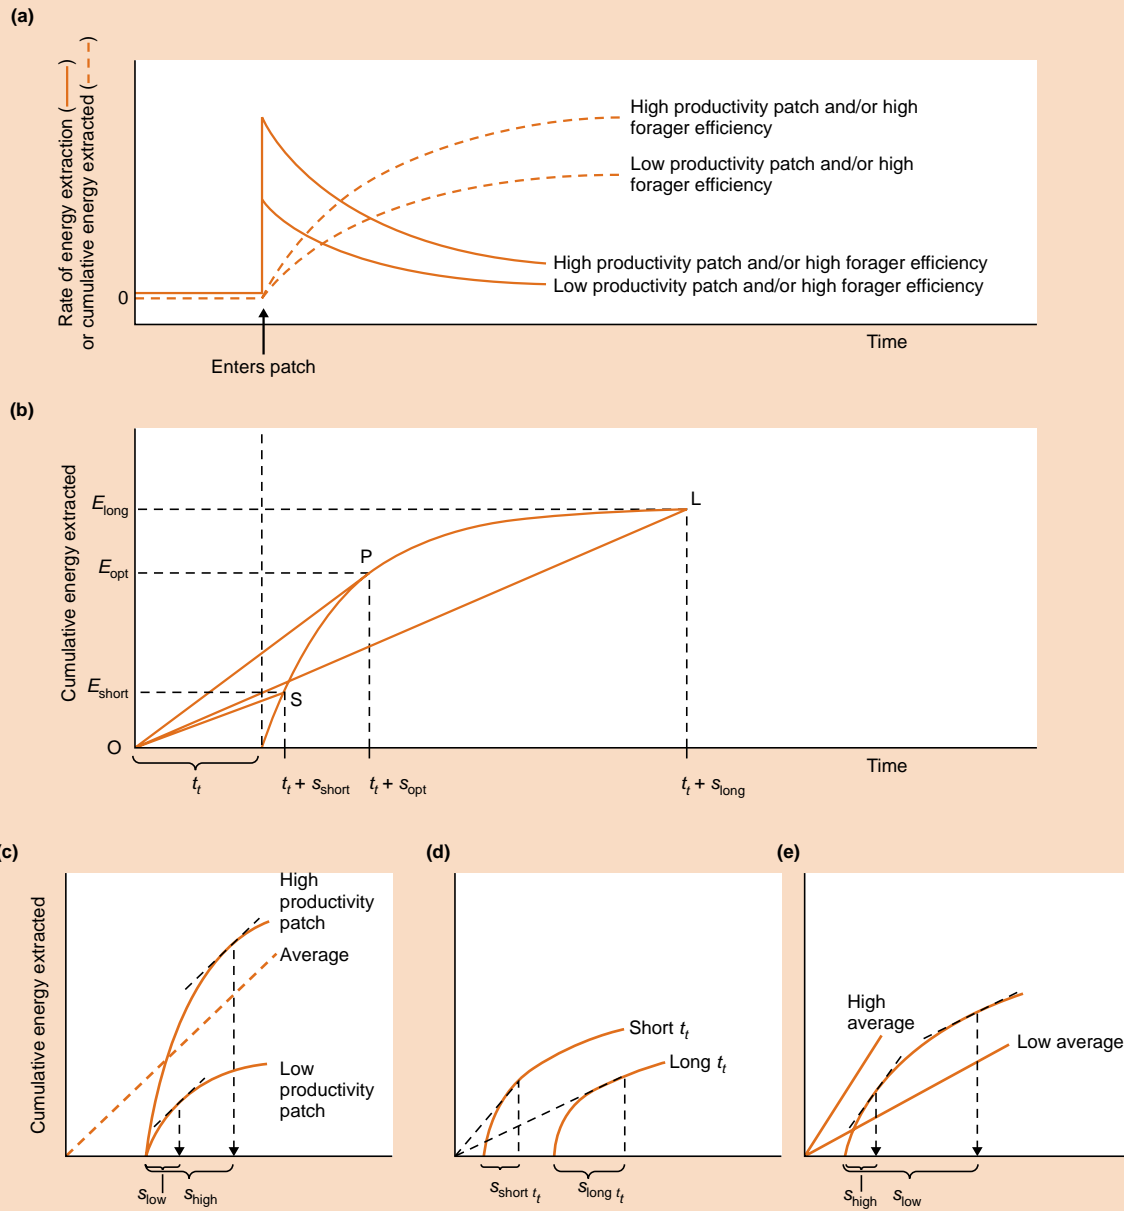 (a)
Rate of energy extraction (——)
or cumulative energy extracted (- - - -)
High productivity patch and/or high
forager efficiency
Low productivity patch and/or high
forager efficiency
High productivity patch and/or high forager efficiency
Low productivity patch and/or high forager efficiency
0
Time
Enters patch
(b)
Cumulative energy extracted
E_long
L
P
E_opt
E_short
S
O
Time
t_t
t_t + s_short
t_t + s_opt
t_t + s_long
(c)
Cumulative energy extracted
High
productivity
patch
Average
Low
productivity
patch
s_low
s_high
(d)
Short t_t
Long t_t
s_short t_t
s_long t_t
(e)
High
average
Low average
s_high
s_low